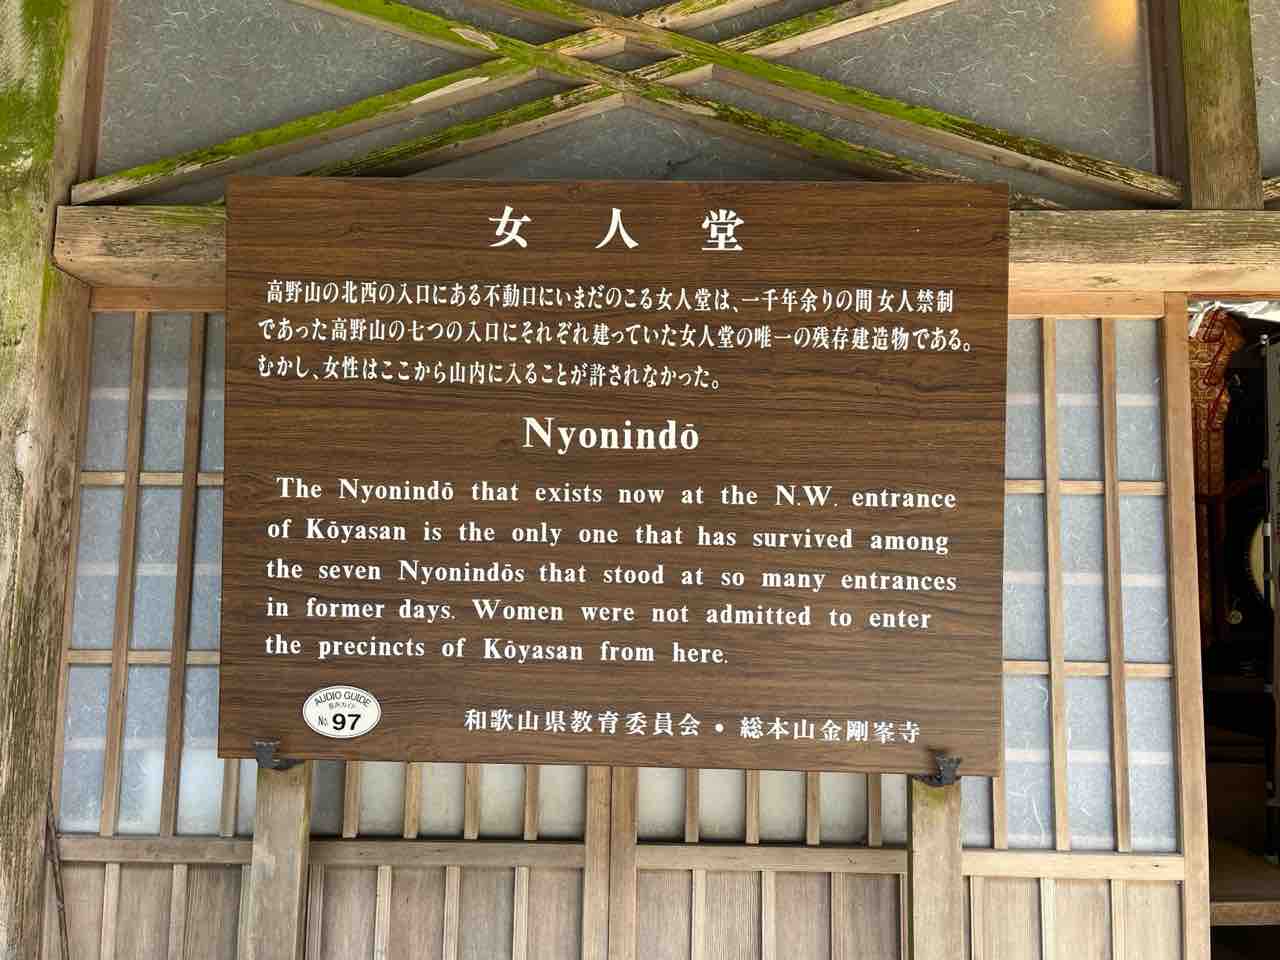 女人堂
高野山の北西の入口にある不動口にいまだのこる女人堂は、一千年余りの間女人禁制
であった高野山の七つの入口にそれぞれ建っていた女人堂の唯一の残存建造物である。
むかし、女性はここから山内に入ることが許されなかった。
Nyonindō
The Nyonindō that exists now at the N.W. entrance
of Kōyasan is the only one that has survived among
the seven Nyonindōs that stood at so many entrances
in former days. Women were not admitted to enter
the precincts of Kōyasan from here.
AUDIO GUIDE
音声ガイド
No. 97
和歌山県教育委員会・総本山金剛峯寺